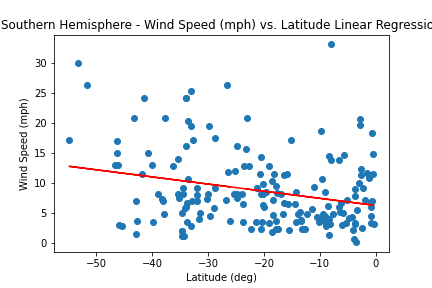 Southern Hemisphere - Wind Speed (mph) vs. Latitude Linear Regressio
30
25
20
15
10
5
0
Wind Speed (mph)
−50 −40 −30 −20 −10 0
Latitude (deg)